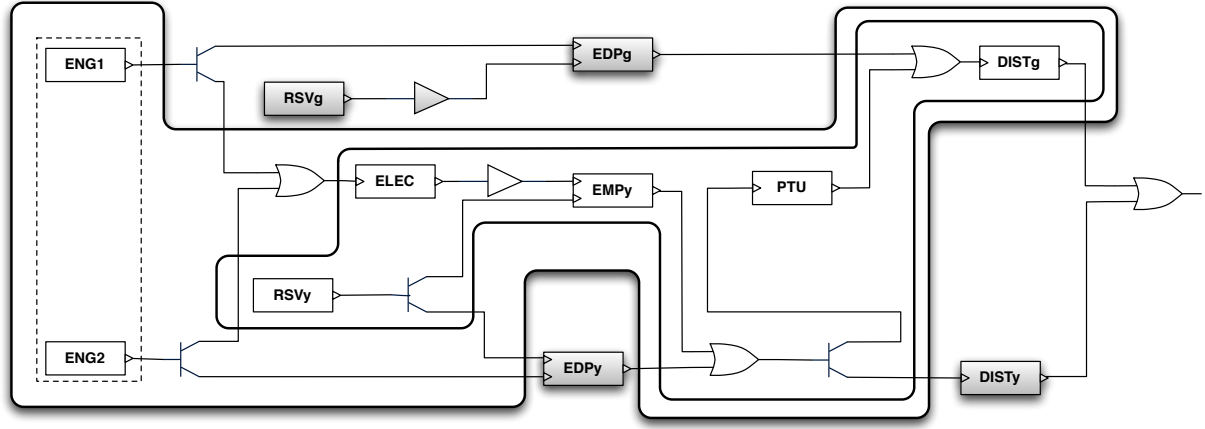 ENG1
EDPg
DISTg
RSVg
ELEC
EMPy
PTU
RSVy
ENG2
EDPy
DISTy